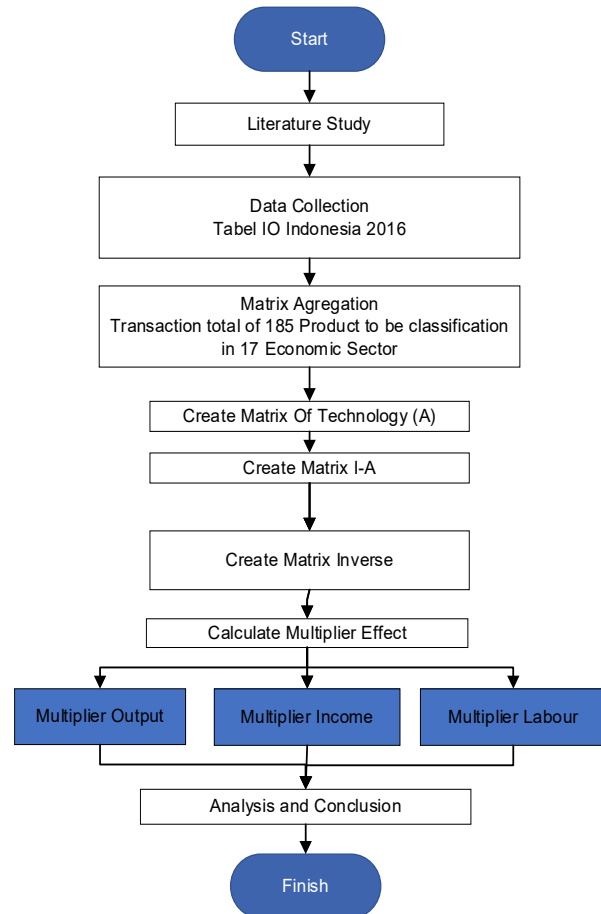 Start
Literature Study
Data Collection
Tabel IO Indonesia 2016
Matrix Agregation
Transaction total of 185 Product to be classification
in 17 Economic Sector
Create Matrix Of Technology (A)
Create Matrix I-A
Create Matrix Inverse
Calculate Multiplier Effect
Multiplier Output
Multiplier Income
Multiplier Labour
Analysis and Conclusion
Finish